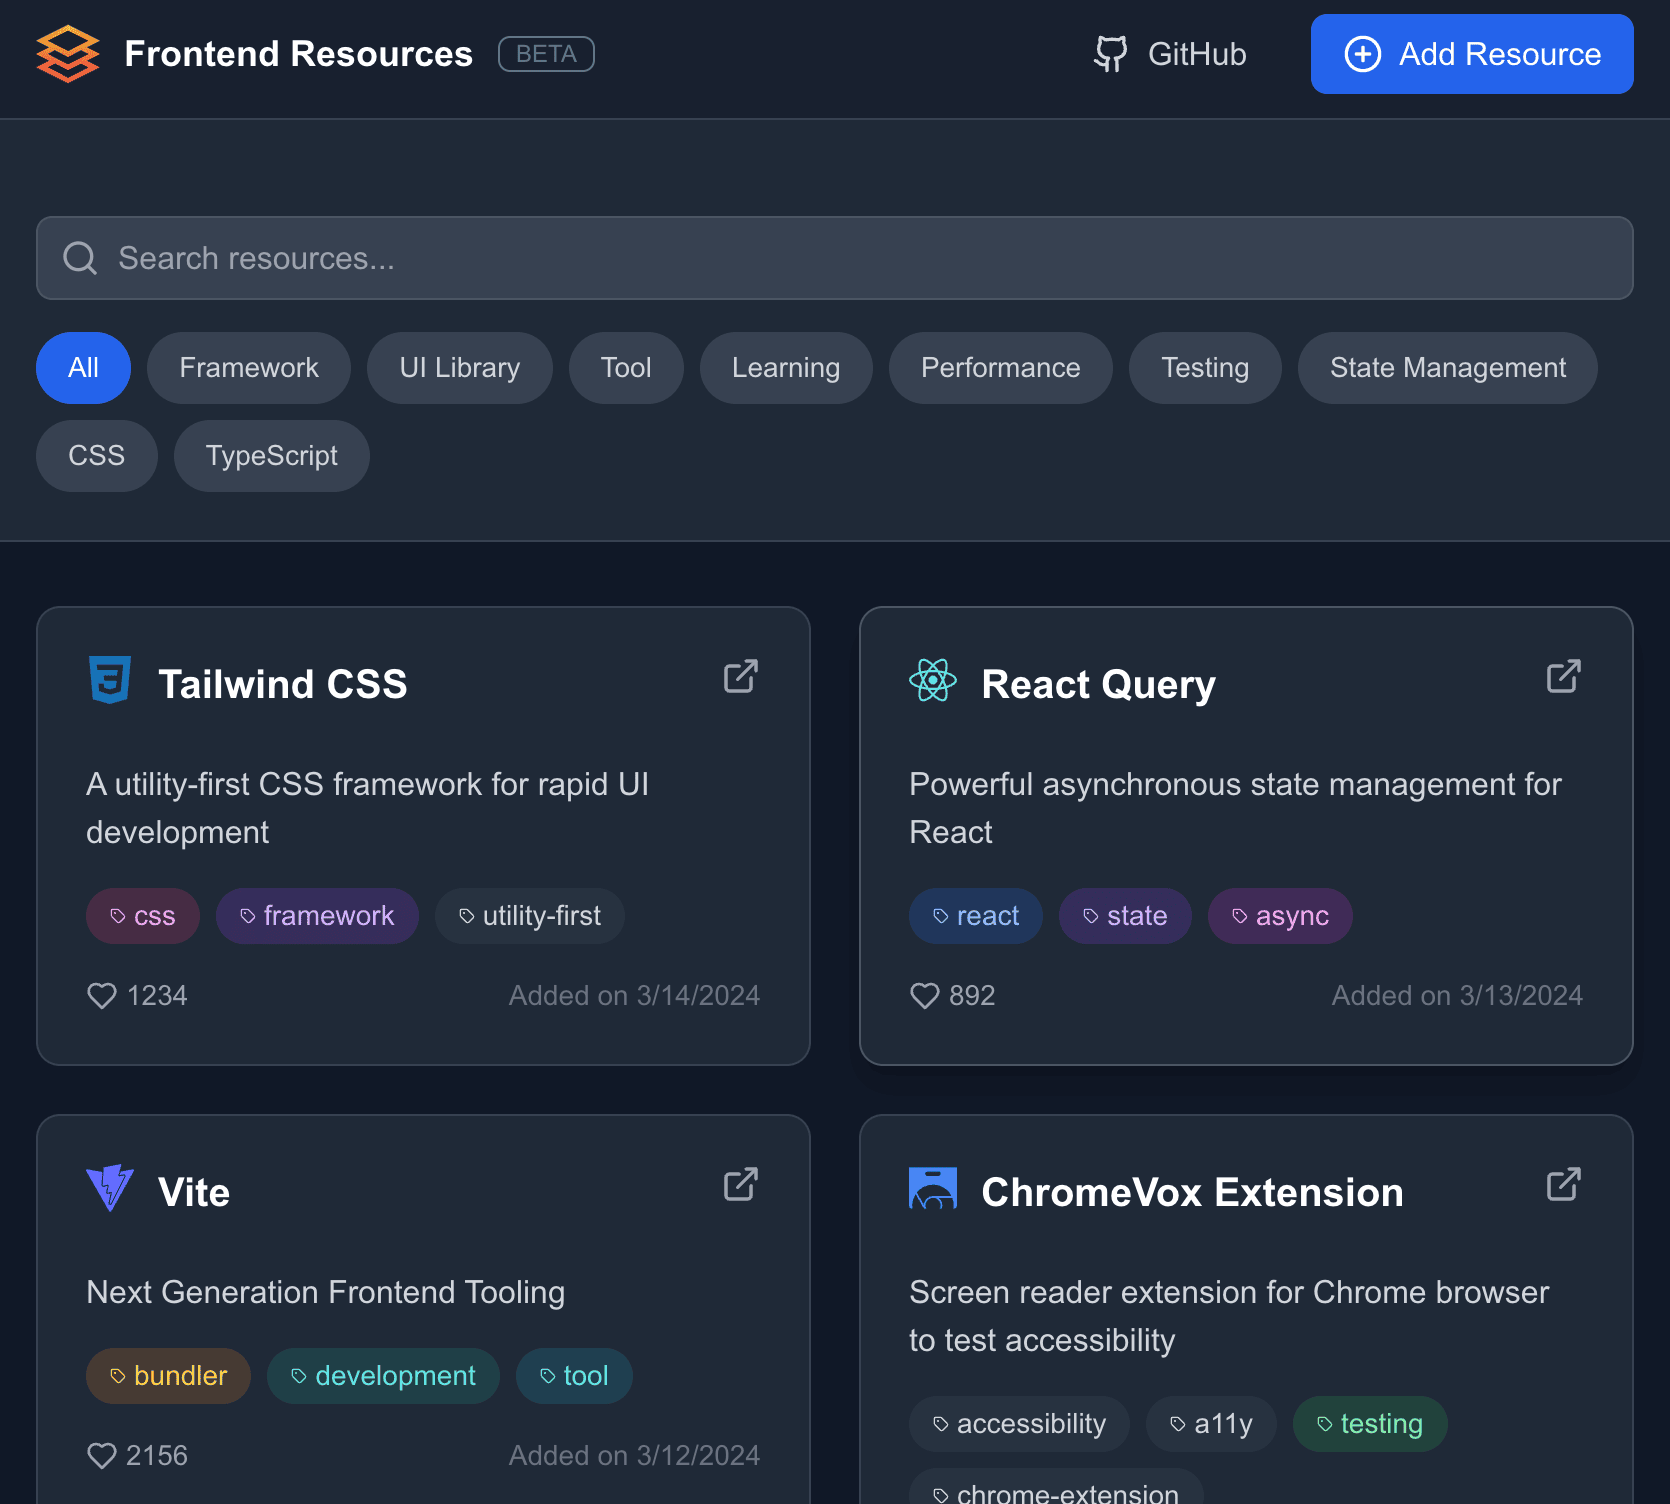 Frontend Resources BETA GitHub Add Resource
Search resources...
All Framework UI Library Tool Learning Performance Testing State Management
CSS TypeScript
Tailwind CSS
A utility-first CSS framework for rapid UI
development
css framework utility-first
1234 Added on 3/14/2024
React Query
Powerful asynchronous state management for
React
react state async
892 Added on 3/13/2024
Vite
Next Generation Frontend Tooling
bundler development tool
2156 Added on 3/12/2024
ChromeVox Extension
Screen reader extension for Chrome browser
to test accessibility
accessibility a11y testing
chrome-extension